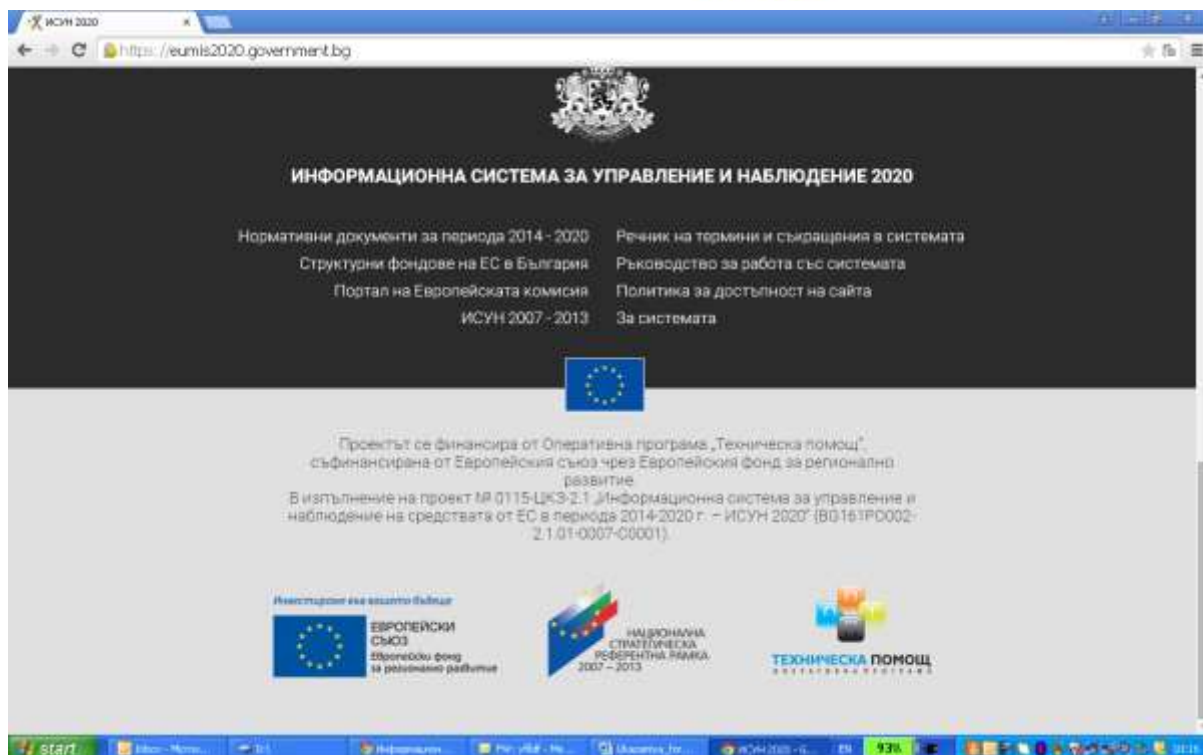 ИСУН 2020
https://eumis2020.government.bg
ИНФОРМАЦИОННА СИСТЕМА ЗА УПРАВЛЕНИЕ И НАБЛЮДЕНИЕ 2020
Нормативни документи за периода 2014 - 2020
Структурни фондове на ЕС в България
Портал на Европейската комисия
ИСУН 2007 - 2013
Речник на термини и съкращения в системата
Ръководство за работа със системата
Политика за достъпност на сайта
За системата
Проектът се финансира от Оперативна програма „Техническа помощ",
съфинансирана от Европейския съюз чрез Европейския фонд за регионално
развитие.
В изпълнение на проект № 0115-ЦКЗ-2.1 „Информационна система за управление и
наблюдение на средствата от ЕС в периода 2014-2020 г. – ИСУН 2020" (BG161PO002-
2.1.01-0007-C0001).
Инвестираме във вашето бъдеще
ЕВРОПЕЙСКИ
СЪЮЗ
Европейски фонд
за регионално развитие
НАЦИОНАЛНА
СТРАТЕГИЧЕСКА
РЕФЕРЕНТНА РАМКА
2007 – 2013
ТЕХНИЧЕСКА ПОМОЩ
start
EN
93%